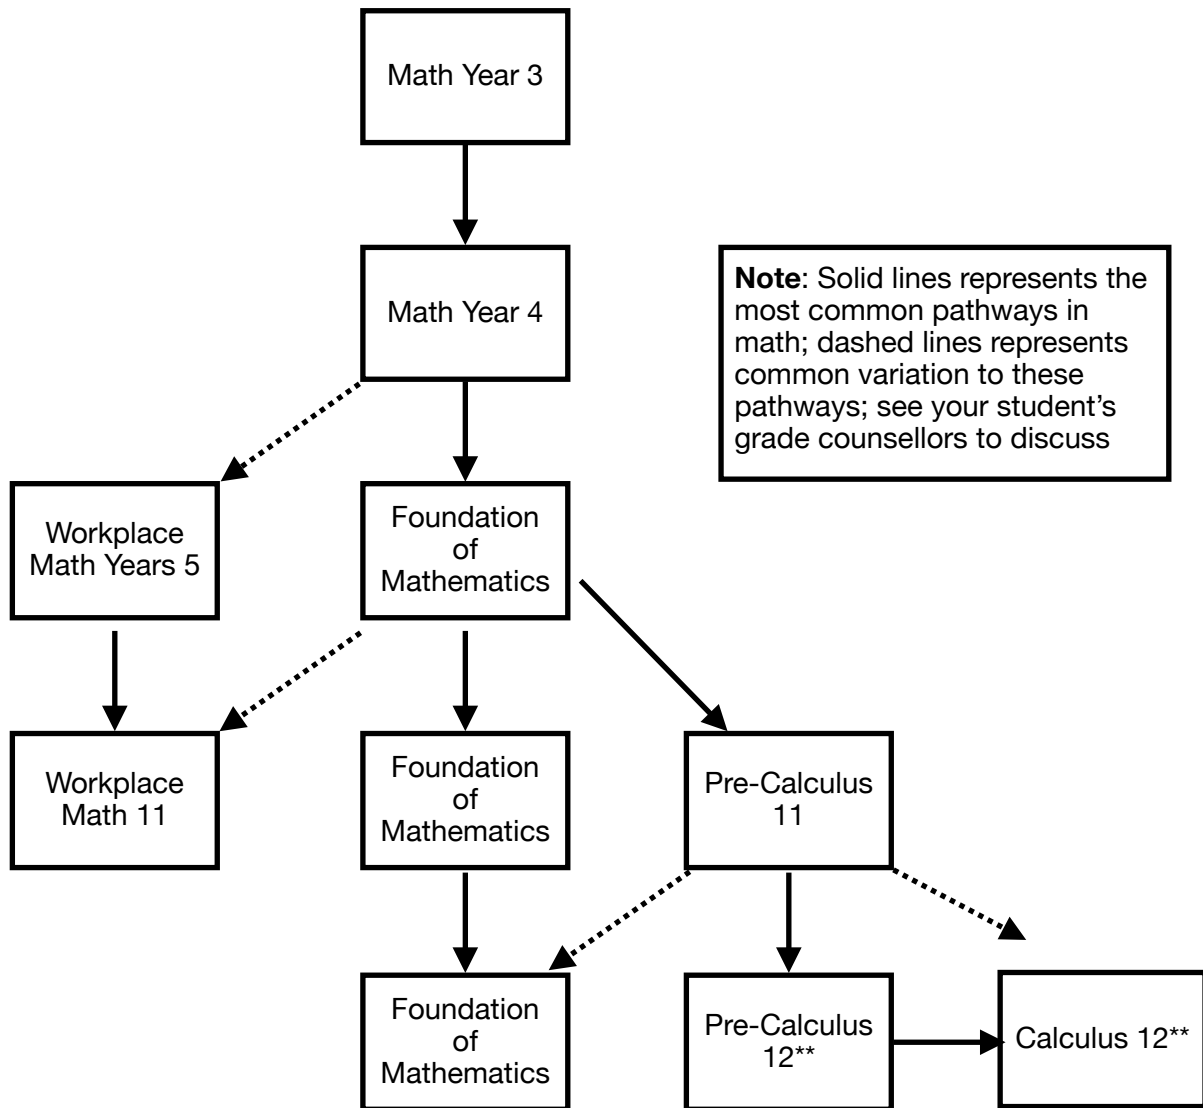 Math Year 3
Math Year 4
Note: Solid lines represents the
most common pathways in
math; dashed lines represents
common variation to these
pathways; see your student’s
grade counsellors to discuss
Workplace
Math Years 5
Foundation
of
Mathematics
Workplace
Math 11
Foundation
of
Mathematics
Pre-Calculus
11
Foundation
of
Mathematics
Pre-Calculus
12**
Calculus 12**